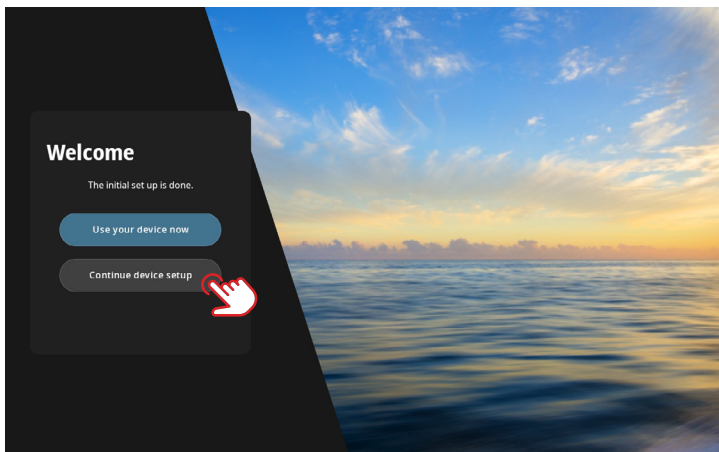 Welcome
The initial set up is done.
Use your device now
Continue device setup